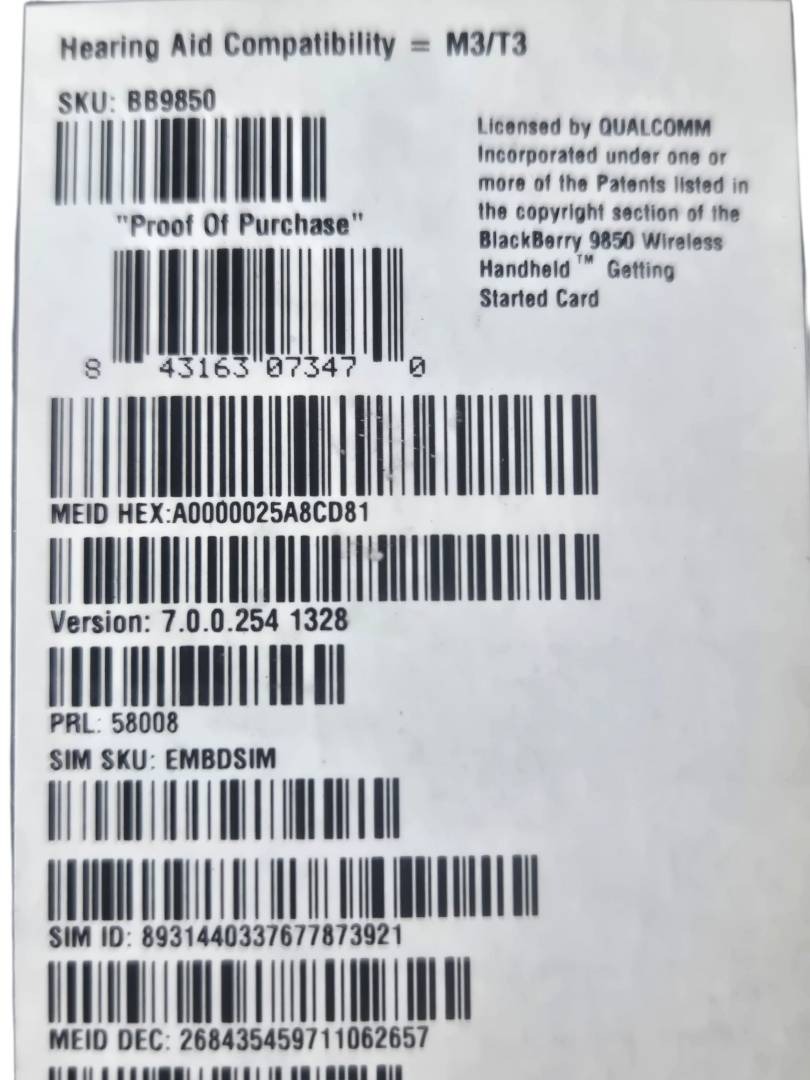 Hearing Aid Compatibility = M3/T3
SKU: BB9850
"Proof Of Purchase"
8 43163 07347 0
MEID HEX:A0000025A8CD81
Version: 7.0.0.254 1328
PRL: 58008
SIM SKU: EMBDSIM
SIM ID: 8931440337677873921
MEID DEC: 268435459711062657
Licensed by QUALCOMM
Incorporated under one or
more of the Patents listed in
the copyright section of the
BlackBerry 9850 Wireless
Handheld™ Getting
Started Card